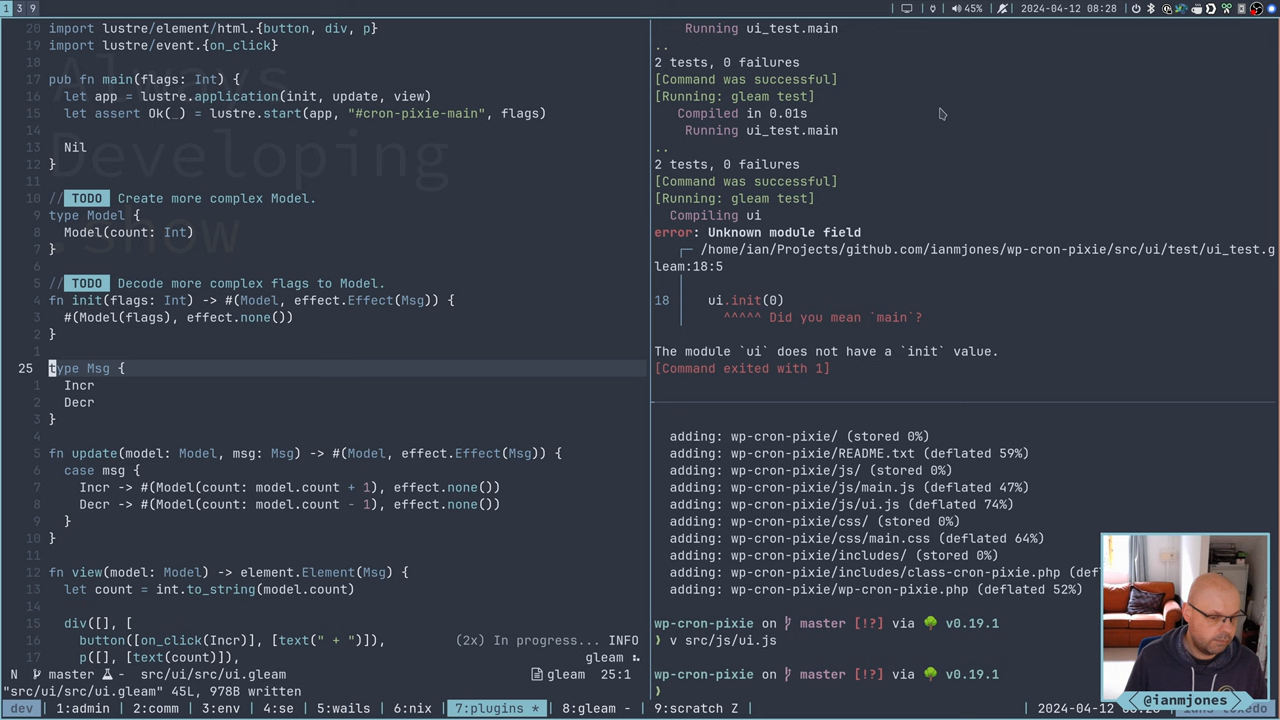 1 3 9
45% 2024-04-12 08:28
20 import lustre/element/html.{button, div, p}
19 import lustre/event.{on_click}
18
17 pub fn main(flags: Int) {
16 let app = lustre.application(init, update, view)
15 let assert Ok(_) = lustre.start(app, "#cron-pixie-main", flags)
14
13 Nil
12 }
11
10 // TODO Create more complex Model.
9 type Model {
8 Model(count: Int)
7 }
6
5 // TODO Decode more complex flags to Model.
4 fn init(flags: Int) -> #(Model, effect.Effect(Msg)) {
3 #(Model(flags), effect.none())
2 }
1
25 type Msg {
1 Incr
2 Decr
3 }
4
5 fn update(model: Model, msg: Msg) -> #(Model, effect.Effect(Msg)) {
6 case msg {
7 Incr -> #(Model(count: model.count + 1), effect.none())
8 Decr -> #(Model(count: model.count - 1), effect.none())
9 }
10 }
11
12 fn view(model: Model) -> element.Element(Msg) {
13 let count = int.to_string(model.count)
14
15 div([], [
16 button([on_click(Incr)], [text(" + ")]), (2x) In progress... INFO
17 p([], [text(count)]), gleam
N master - src/ui/src/ui.gleam gleam 25:1
"src/ui/src/ui.gleam" 45L, 978B written
Always
Developing
.Show
Running ui_test.main
..
2 tests, 0 failures
[Command was successful]
[Running: gleam test]
Compiled in 0.01s
Running ui_test.main
..
2 tests, 0 failures
[Command was successful]
[Running: gleam test]
Compiling ui
error: Unknown module field
┌─ /home/ian/Projects/github.com/ianmjones/wp-cron-pixie/src/ui/test/ui_test.g
leam:18:5
│
18 │ ui.init(0)
│ ^^^^^ Did you mean `main`?
The module `ui` does not have a `init` value.
[Command exited with 1]
adding: wp-cron-pixie/ (stored 0%)
adding: wp-cron-pixie/README.txt (deflated 59%)
adding: wp-cron-pixie/js/ (stored 0%)
adding: wp-cron-pixie/js/main.js (deflated 47%)
adding: wp-cron-pixie/js/ui.js (deflated 74%)
adding: wp-cron-pixie/css/ (stored 0%)
adding: wp-cron-pixie/css/main.css (deflated 64%)
adding: wp-cron-pixie/includes/ (stored 0%)
adding: wp-cron-pixie/includes/class-cron-pixie.php (def
adding: wp-cron-pixie/wp-cron-pixie.php (deflated 52%)
wp-cron-pixie on master [!?] via v0.19.1
❯ v src/js/ui.js
wp-cron-pixie on master [!?] via v0.19.1
❯
@ianmjones
dev 1:admin 2:comm 3:env 4:se 5:wails 6:nix 7:plugins * 8:gleam - 9:scratch Z 2024-04-12